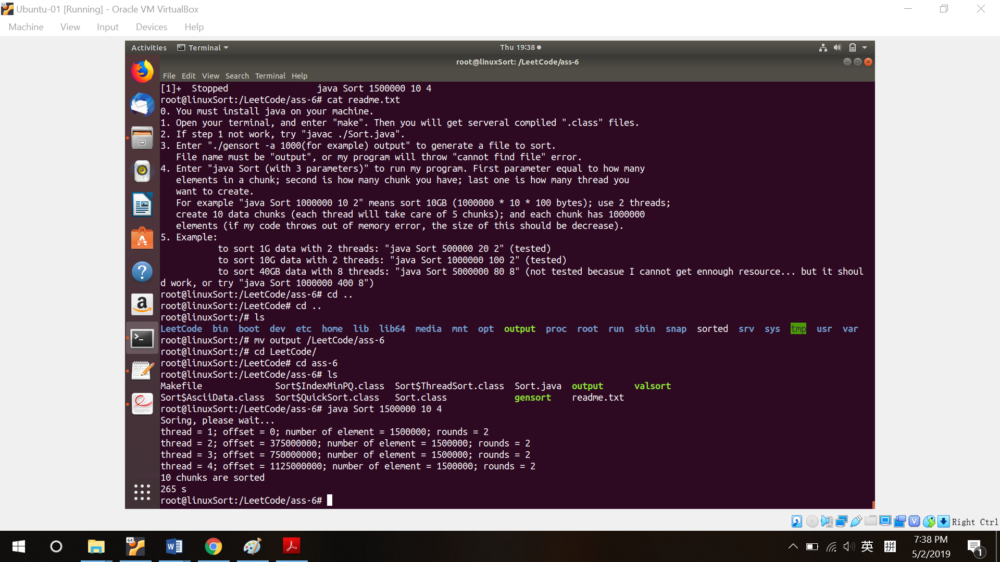 Ubuntu-01 [Running] - Oracle VM VirtualBox
Machine View Input Devices Help
Activities Terminal Thu 19:38
root@linuxSort: /LeetCode/ass-6
File Edit View Search Terminal Help
[1]+  Stopped                 java Sort 1500000 10 4
root@linuxSort:/LeetCode/ass-6# cat readme.txt
0. You must install java on your machine.
1. Open your terminal, and enter "make". Then you will get serveral compiled ".class" files.
2. If step 1 not work, try "javac ./Sort.java".
3. Enter "./gensort -a 1000(for example) output" to generate a file to sort.
   File name must be "output", or my program will throw "cannot find file" error.
4. Enter "java Sort (with 3 parameters)" to run my program. First parameter equal to how many
   elements in a chunk; second is how many chunk you have; last one is how many thread you
   want to create.
   For example "java Sort 1000000 10 2" means sort 10GB (1000000 * 10 * 100 bytes); use 2 threads;
   create 10 data chunks (each thread will take care of 5 chunks); and each chunk has 1000000
   elements (if my code throws out of memory error, the size of this should be decrease).
5. Example:
           to sort 1G data with 2 threads: "java Sort 500000 20 2" (tested)
           to sort 10G data with 2 threads: "java Sort 1000000 100 2" (tested)
           to sort 40GB data with 8 threads: "java Sort 5000000 80 8" (not tested becasue I cannot get ennough resource... but it shoul
d work, or try "java Sort 1000000 400 8")
root@linuxSort:/LeetCode/ass-6# cd ..
root@linuxSort:/LeetCode# cd ..
root@linuxSort:/# ls
LeetCode  bin  boot  dev  etc  home  lib  lib64  media  mnt  opt  output  proc  root  run  sbin  snap  sorted  srv  sys  tmp  usr  var
root@linuxSort:/# mv output /LeetCode/ass-6
root@linuxSort:/# cd LeetCode/
root@linuxSort:/LeetCode# cd ass-6
root@linuxSort:/LeetCode/ass-6# ls
Makefile              Sort$IndexMinPQ.class  Sort$ThreadSort.class  Sort.java  output      valsort
Sort$AsciiData.class  Sort$QuickSort.class   Sort.class             gensort    readme.txt
root@linuxSort:/LeetCode/ass-6# java Sort 1500000 10 4
Soring, please wait...
thread = 1; offset = 0; number of element = 1500000; rounds = 2
thread = 2; offset = 375000000; number of element = 1500000; rounds = 2
thread = 3; offset = 750000000; number of element = 1500000; rounds = 2
thread = 4; offset = 1125000000; number of element = 1500000; rounds = 2
10 chunks are sorted
265 s
root@linuxSort:/LeetCode/ass-6#
Right Ctrl
64
英 拼
7:38 PM
5/2/2019
1